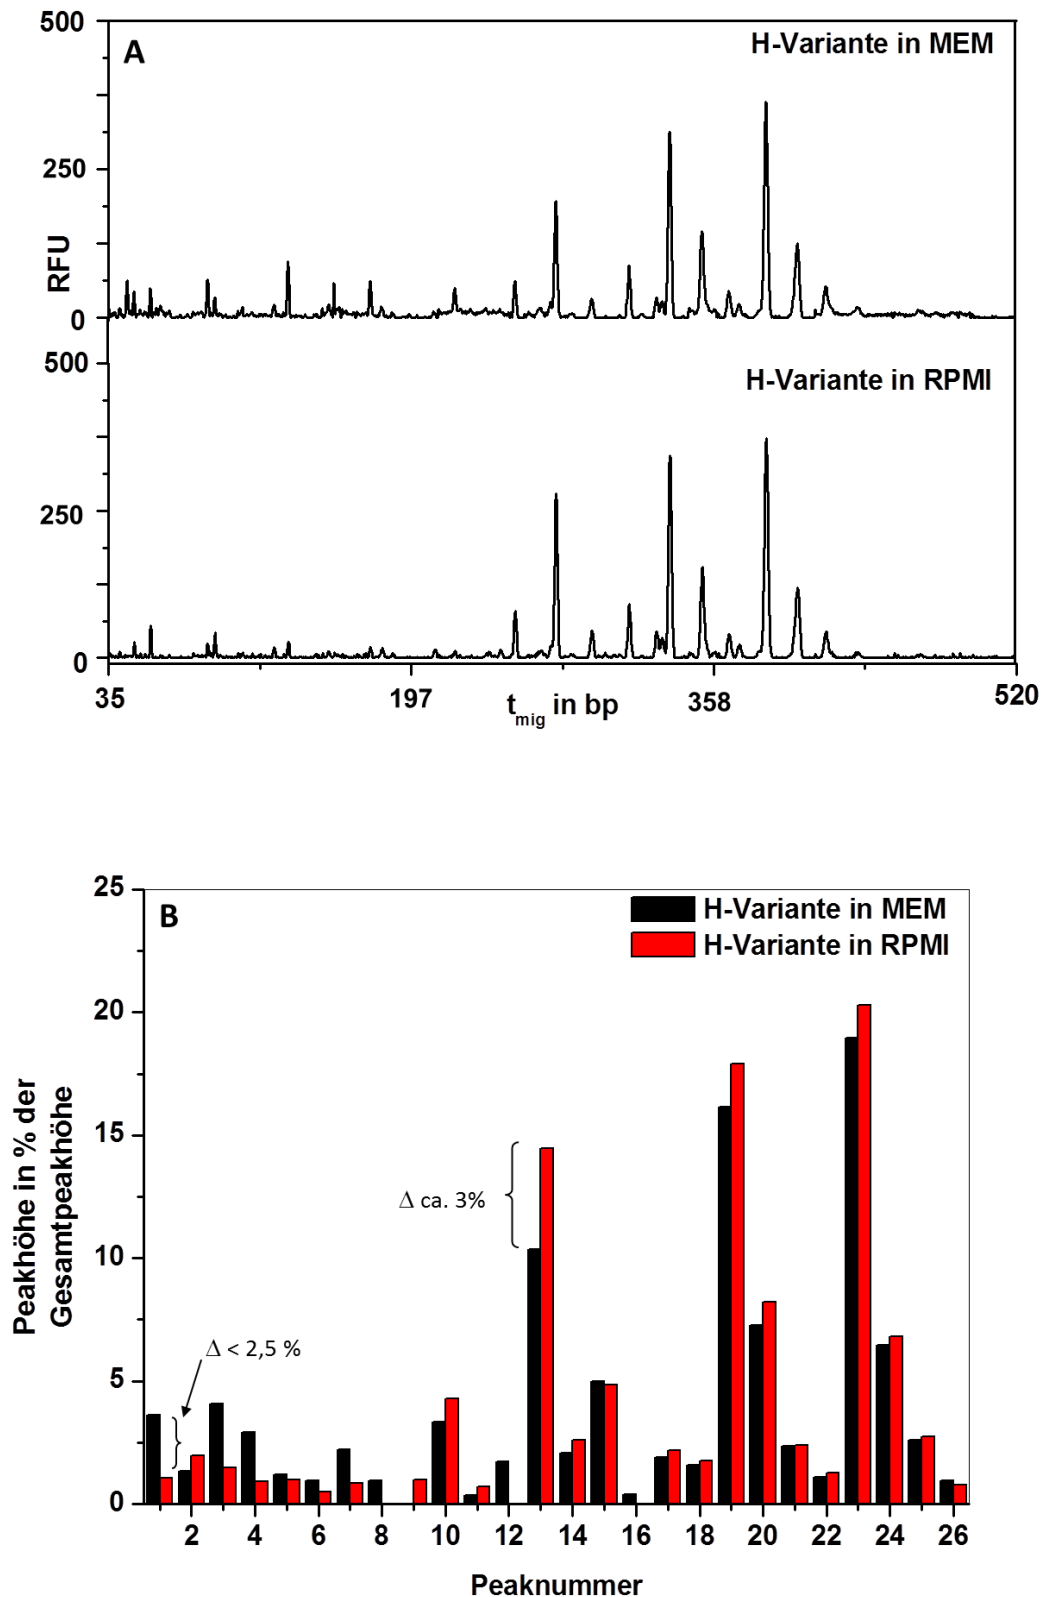 500
A
H-Variante in MEM
250
RFU
0
500
H-Variante in RPMI
250
0
35
197
tmig in bp
358
520
25
B
H-Variante in MEM
H-Variante in RPMI
20
Peakhöhe in % der
Gesamtpeakhöhe
15
Δ ca. 3%
10
Δ < 2,5 %
5
0
2 4 6 8 10 12 14 16 18 20 22 24 26
Peaknummer